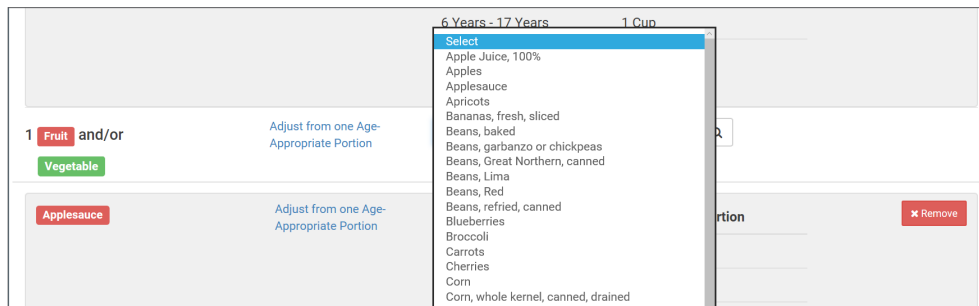 6 Years - 17 Years 1 Cup
Select
Apple Juice, 100%
Apples
Applesauce
Apricots
Bananas, fresh, sliced
Beans, baked
Beans, garbanzo or chickpeas
Beans, Great Northern, canned
Beans, Lima
Beans, Red
Beans, refried, canned
Blueberries
Broccoli
Carrots
Cherries
Corn
Corn, whole kernel, canned, drained
1 Fruit and/or
Vegetable
Adjust from one Age-
Appropriate Portion
Applesauce
Adjust from one Age-
Appropriate Portion
rtion
Remove